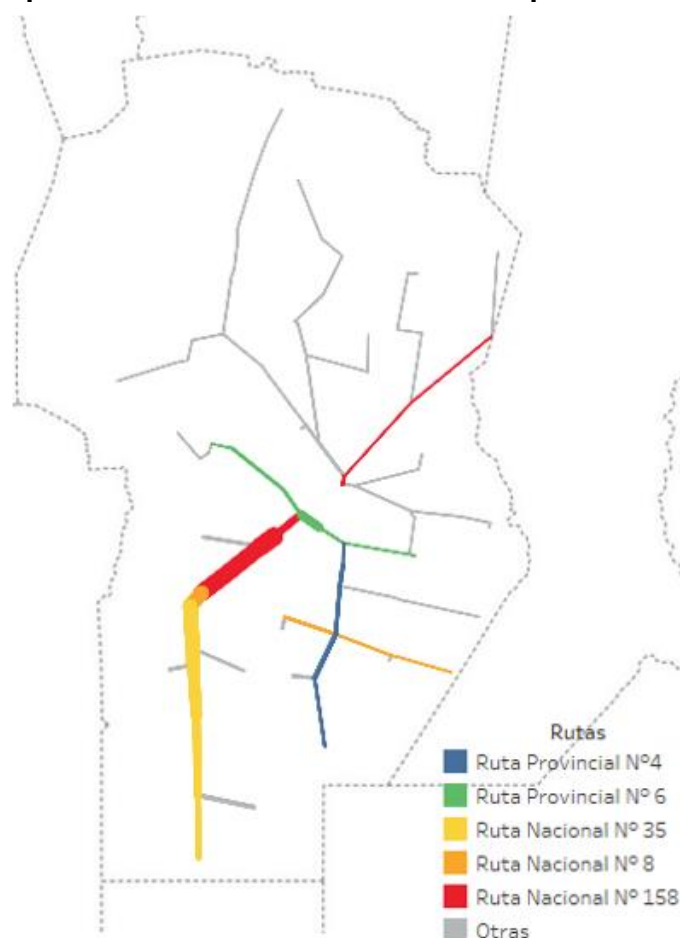 Rutas
Ruta Provincial Nº4
Ruta Provincial Nº 6
Ruta Nacional Nº 35
Ruta Nacional Nº 8
Ruta Nacional Nº 158
Otras